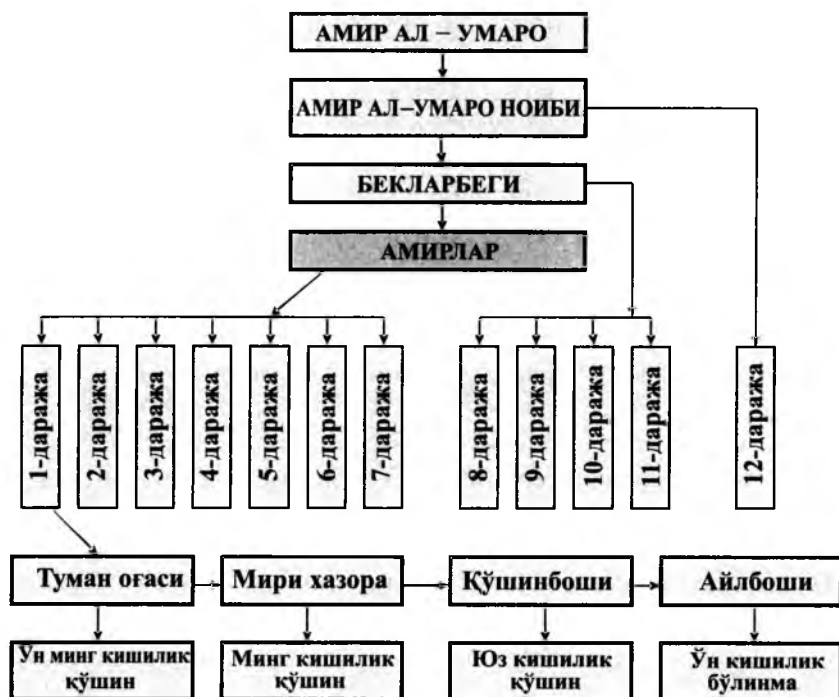 АМИР АЛ – УМАРО
АМИР АЛ–УМАРО НОИБИ
БЕКЛАРБЕГИ
АМИРЛАР
1-даража
2-даража
3-даража
4-даража
5-даража
6-даража
7-даража
8-даража
9-даража
10-даража
11-даража
12-даража
Туман оғаси
Мири хазора
Қўшинбоши
Айлбоши
Ўн минг кишилик
қўшин
Минг кишилик
қўшин
Юз кишилик
қўшин
Ўн кишилик
бўлинма